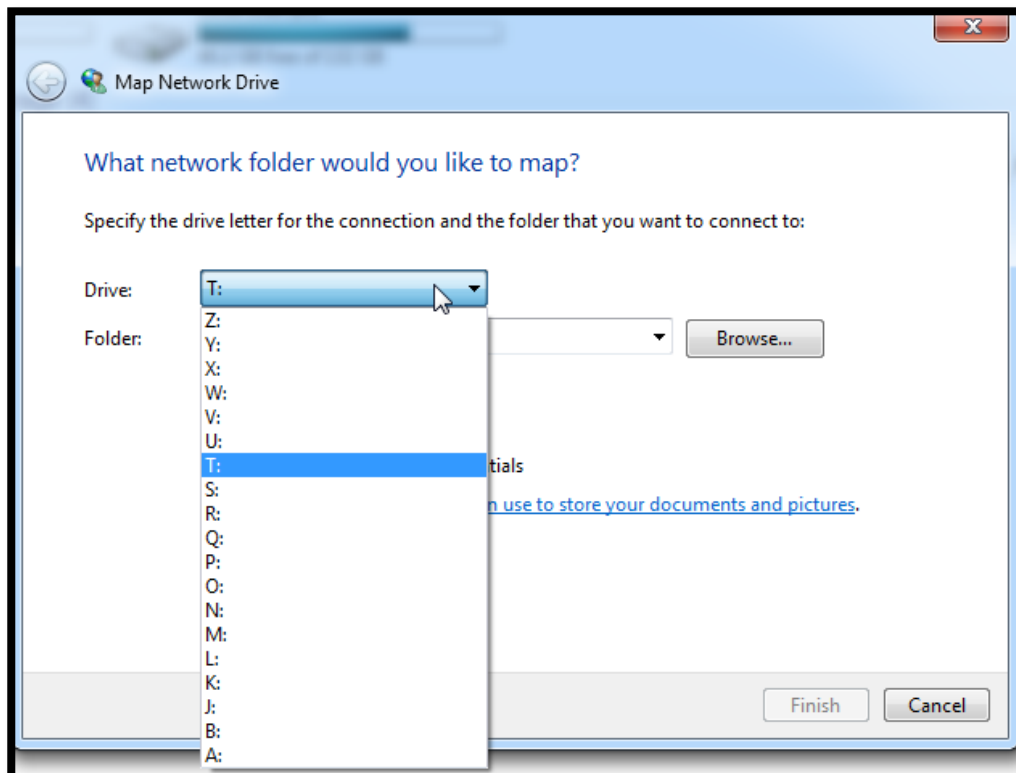 Map Network Drive
What network folder would you like to map?
Specify the drive letter for the connection and the folder that you want to connect to:
Drive:
T:
Folder:
Browse...
Z:
Y:
X:
W:
V:
U:
T:
tials
S:
n use to store your documents and pictures.
R:
Q:
P:
O:
N:
M:
L:
K:
J:
B:
A:
Finish
Cancel